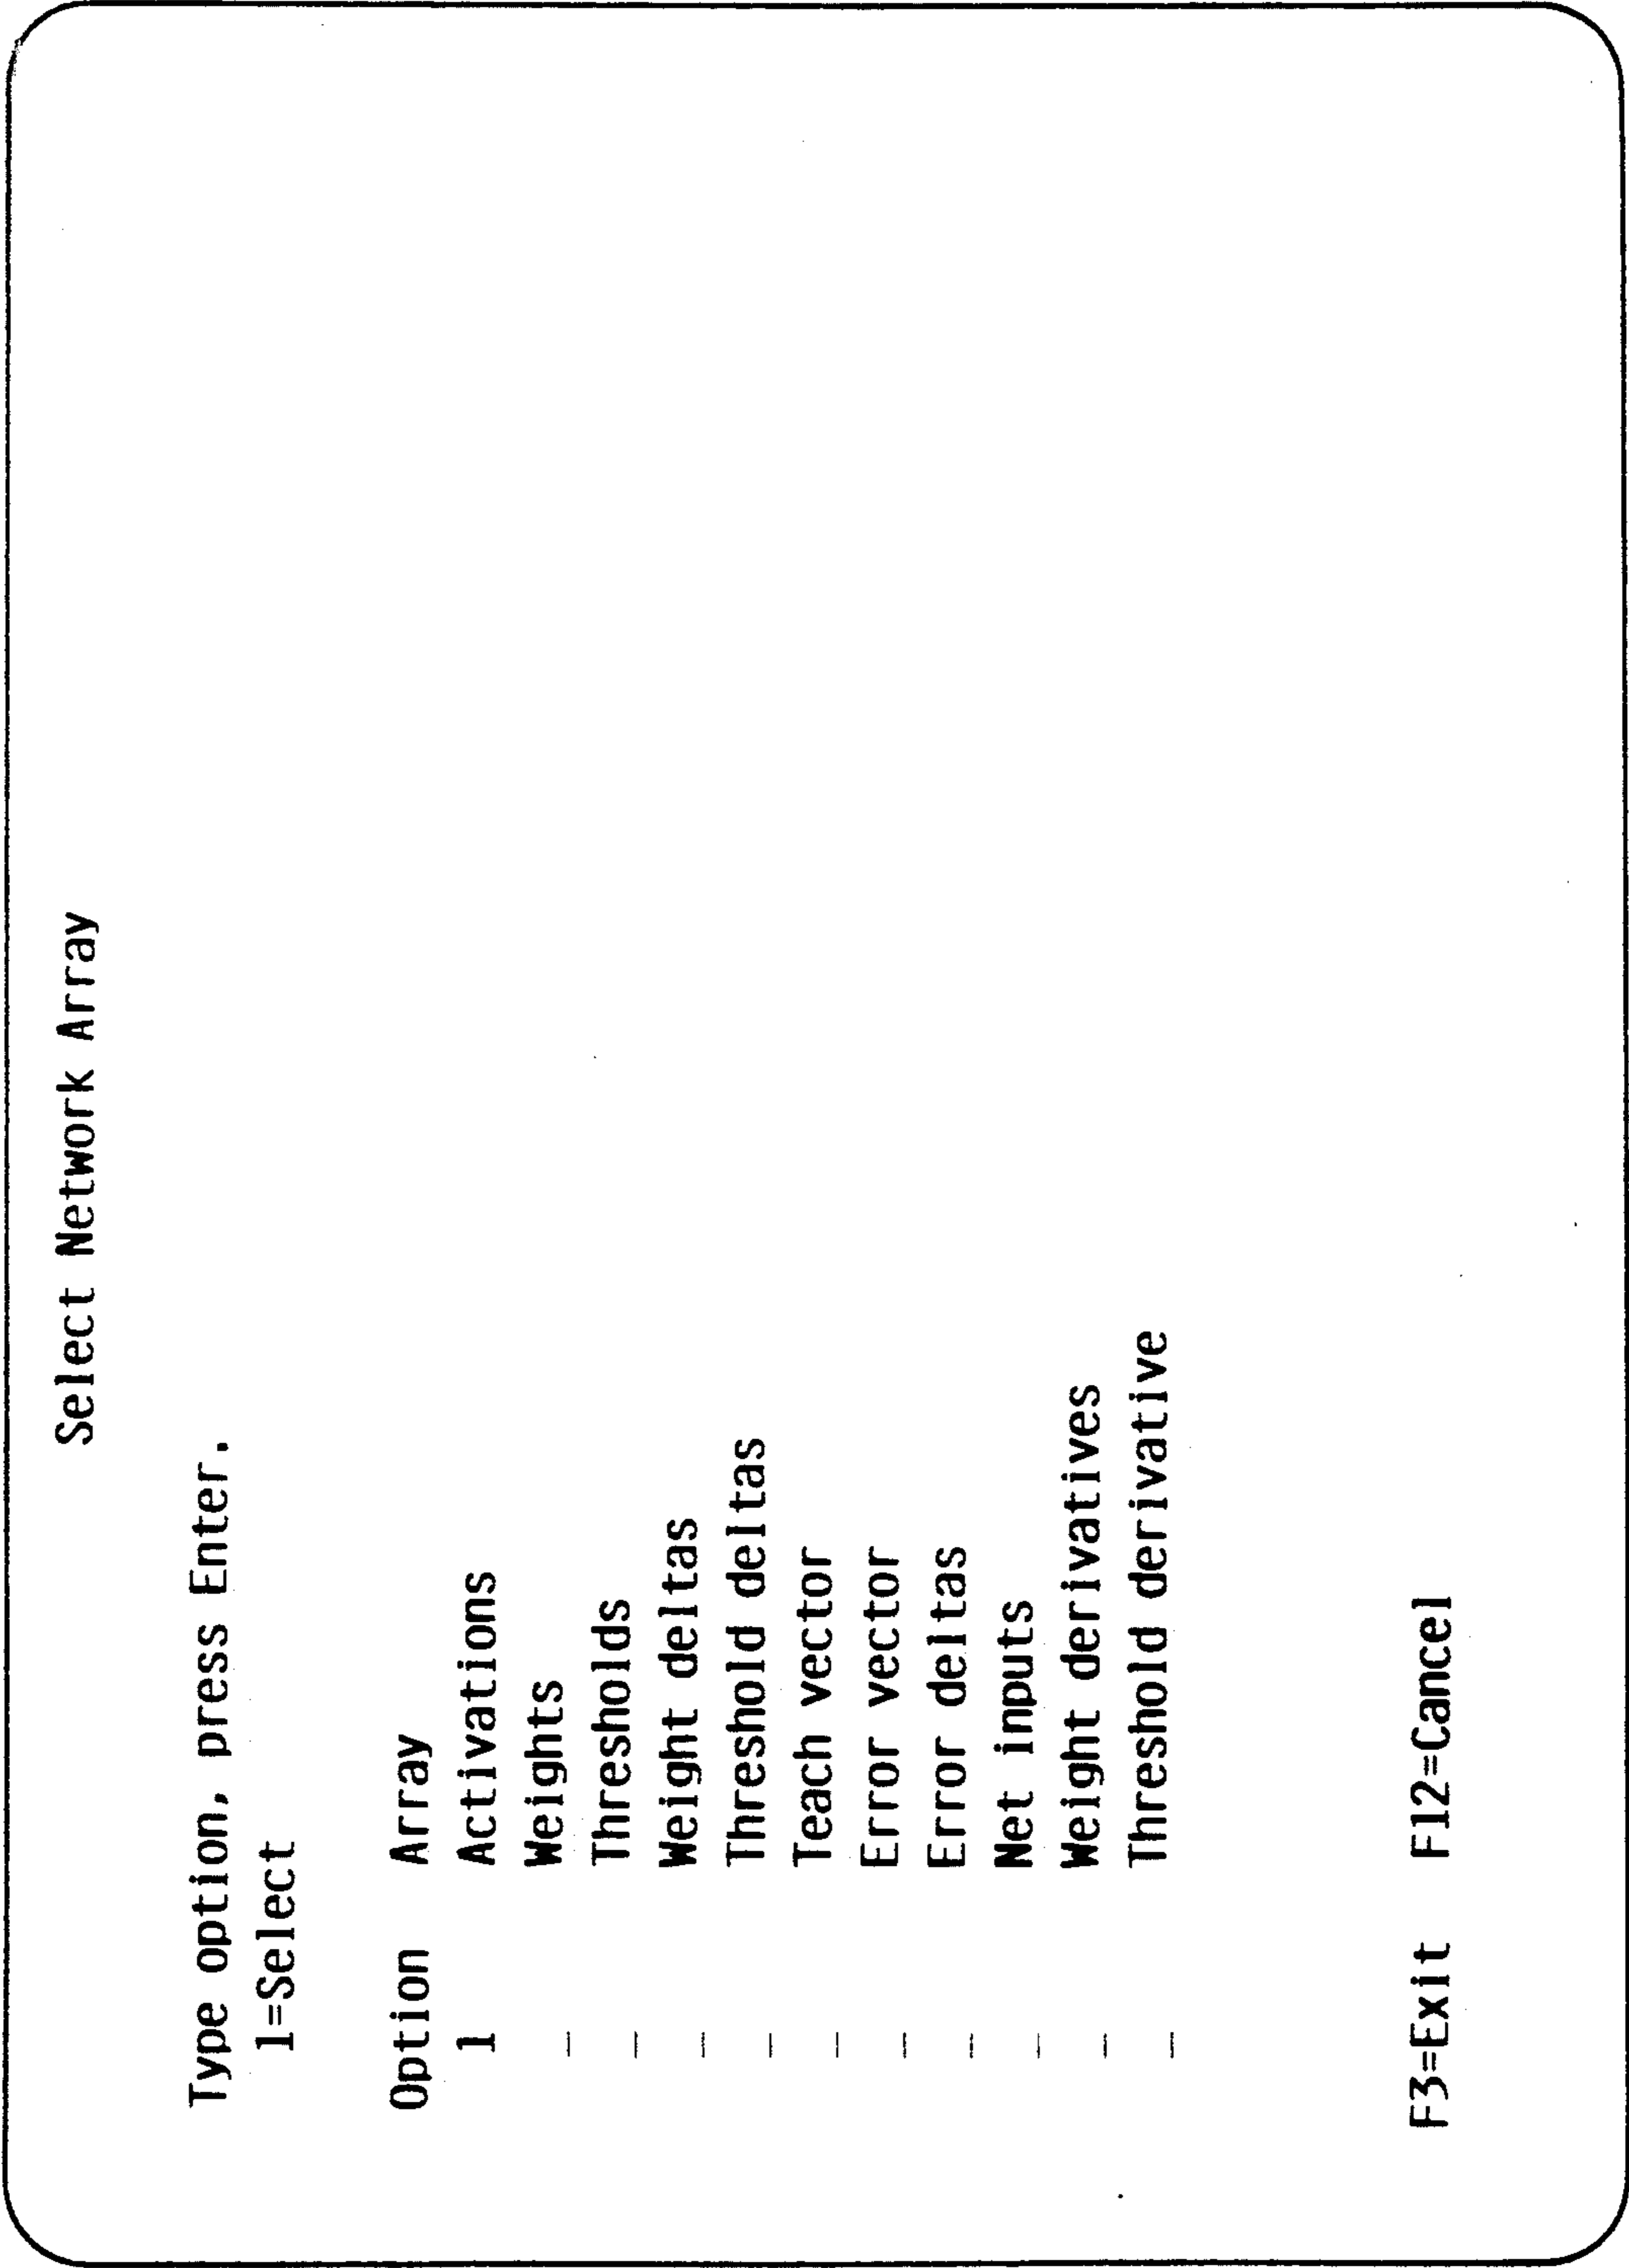 Select Network Array
Type option, press Enter.
1=Select
Option Array
1 Activations
_ Weights
_ Thresholds
_ Weight deltas
_ Threshold deltas
_ Teach vector
_ Error vector
_ Error deltas
_ Net inputs
_ Weight derivatives
_ Threshold derivative
F3=Exit F12=Cancel